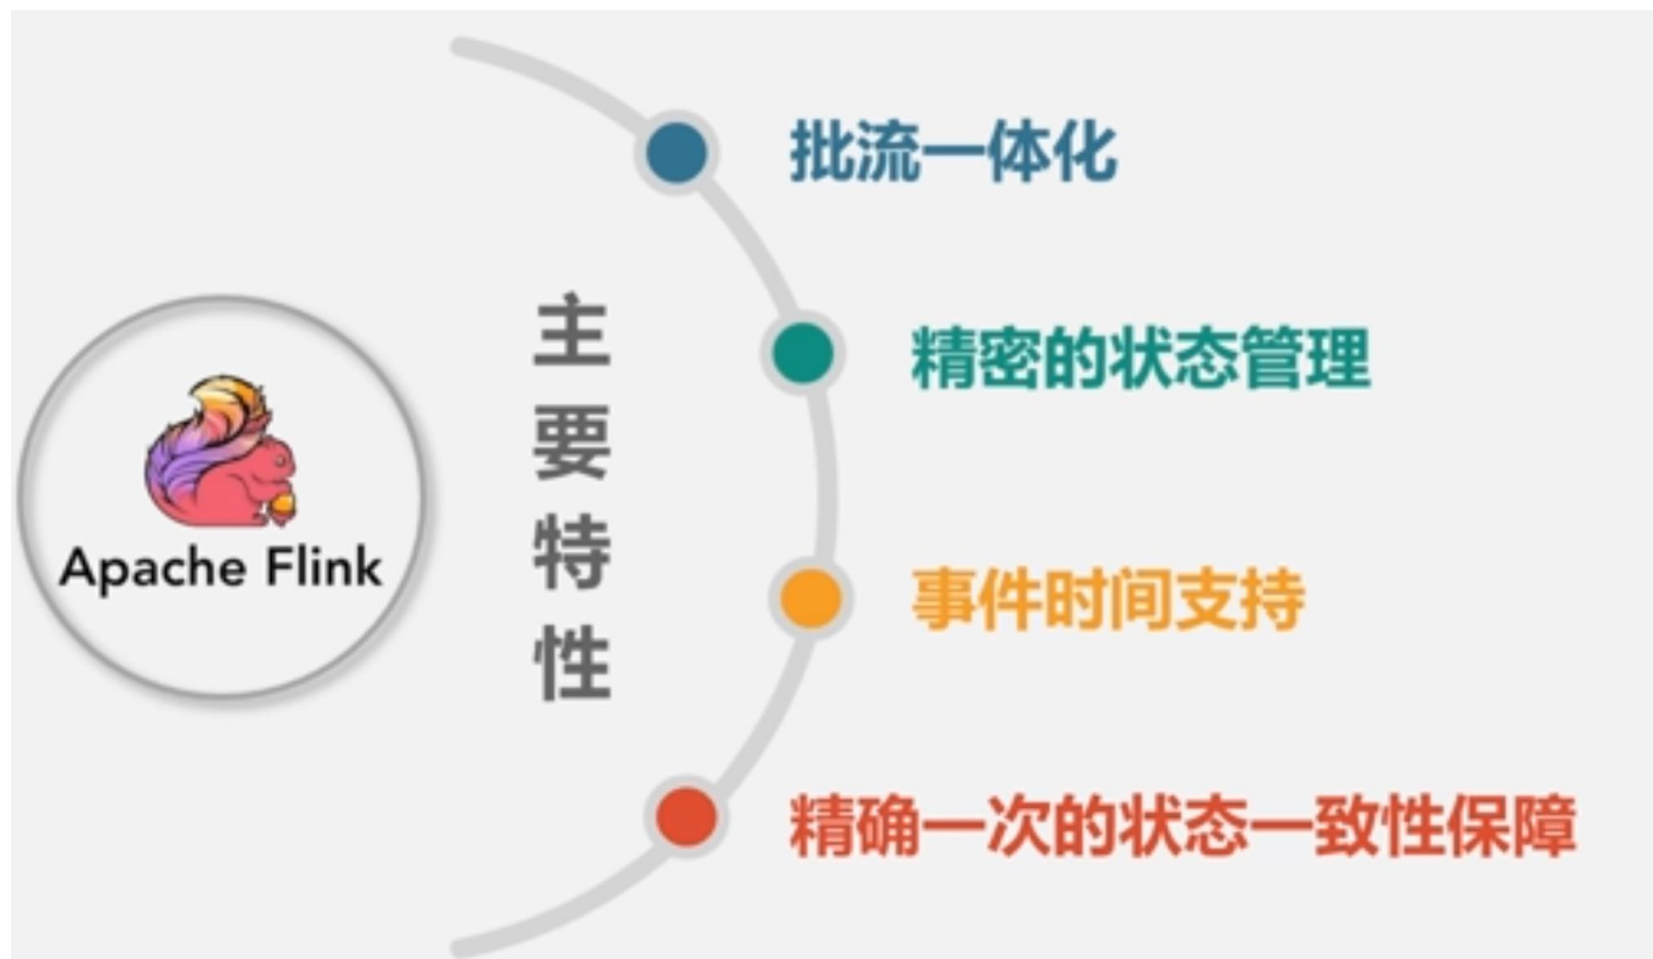 Apache Flink
主要特性
批流一体化
精密的状态管理
事件时间支持
精确一次的状态一致性保障